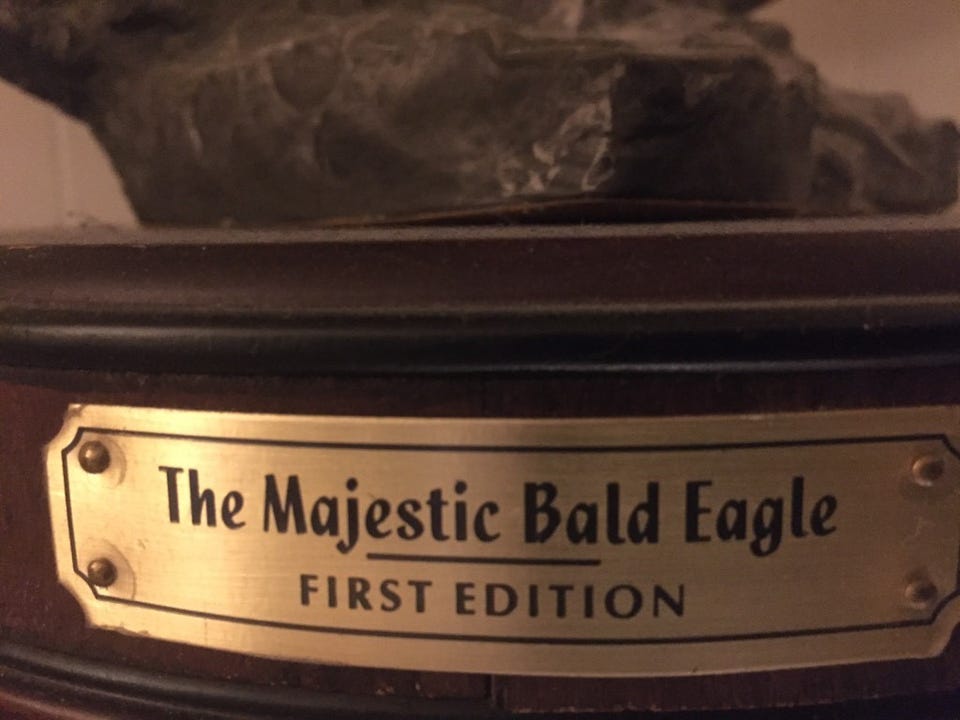 The Majestic Bald Eagle
FIRST EDITION